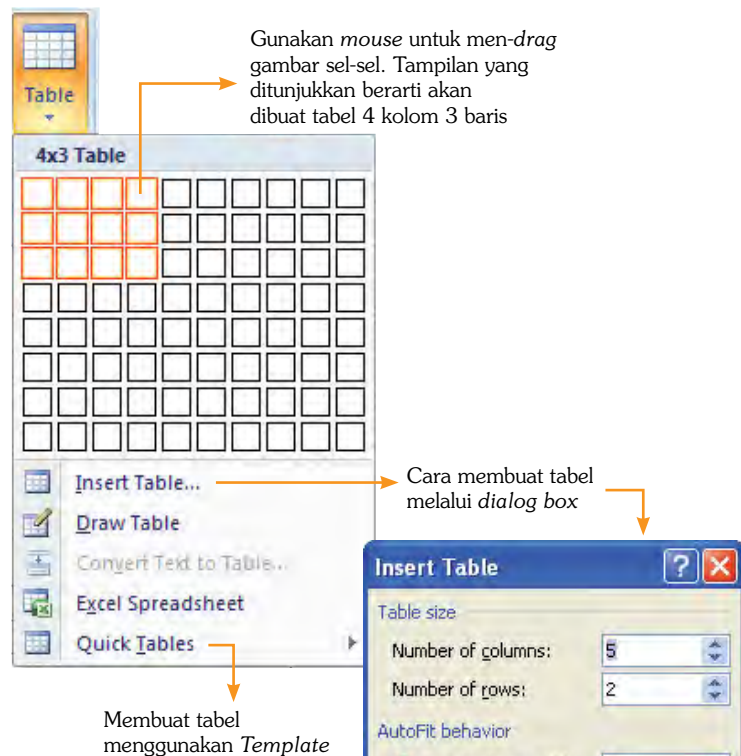 Gunakan mouse untuk men-drag
gambar sel-sel. Tampilan yang
ditunjukkan berarti akan
dibuat tabel 4 kolom 3 baris
Table
4x3 Table
Insert Table...
Draw Table
Convert Text to Table...
Excel Spreadsheet
Quick Tables
Cara membuat tabel
melalui dialog box
Insert Table
Table size
Number of columns: 5
Number of rows: 2
AutoFit behavior
Membuat tabel
menggunakan Template